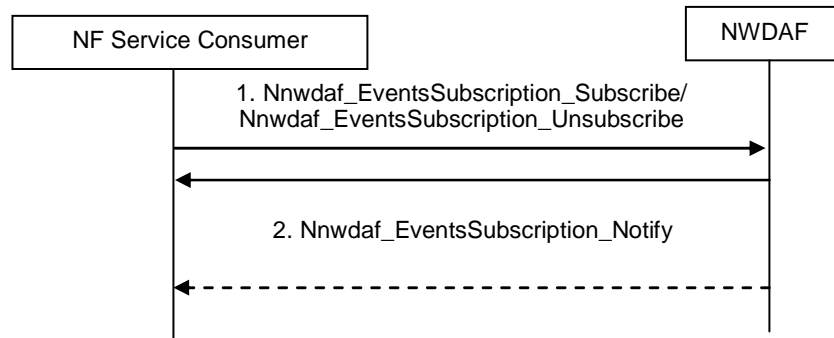 NF Service Consumer
NWDAF
1. Nnwdaf_EventsSubscription_Subscribe/
Nnwdaf_EventsSubscription_Unsubscribe
2. Nnwdaf_EventsSubscription_Notify